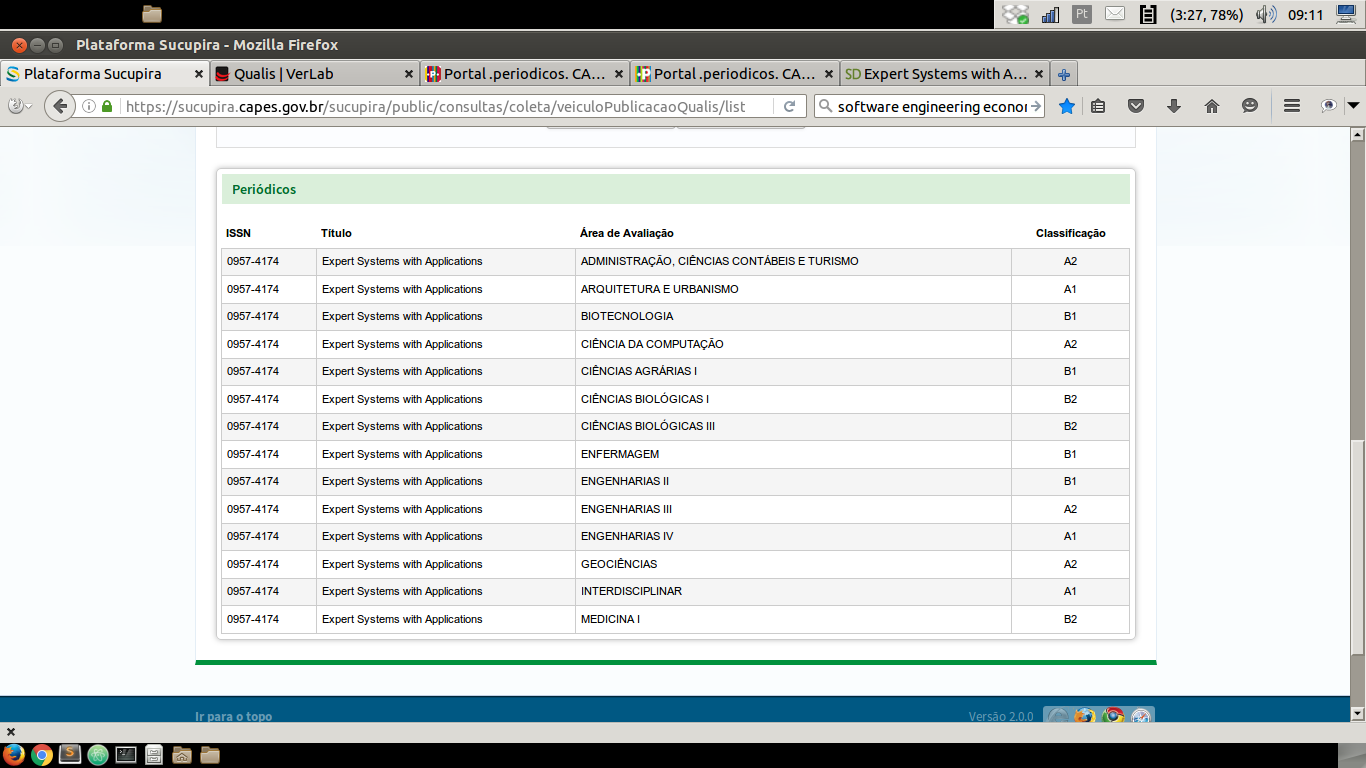 Pt (3:27, 78%) 09:11
Plataforma Sucupira - Mozilla Firefox
Plataforma Sucupira Qualis | VerLab Portal .periodicos. CA... Portal .periodicos. CA... SD Expert Systems with A...
https://sucupira.capes.gov.br/sucupira/public/consultas/coleta/veiculoPublicacaoQualis/list software engineering econor
Periódicos
ISSN Título Área de Avaliação Classificação
0957-4174 Expert Systems with Applications ADMINISTRAÇÃO, CIÊNCIAS CONTÁBEIS E TURISMO A2
0957-4174 Expert Systems with Applications ARQUITETURA E URBANISMO A1
0957-4174 Expert Systems with Applications BIOTECNOLOGIA B1
0957-4174 Expert Systems with Applications CIÊNCIA DA COMPUTAÇÃO A2
0957-4174 Expert Systems with Applications CIÊNCIAS AGRÁRIAS I B1
0957-4174 Expert Systems with Applications CIÊNCIAS BIOLÓGICAS I B2
0957-4174 Expert Systems with Applications CIÊNCIAS BIOLÓGICAS III B2
0957-4174 Expert Systems with Applications ENFERMAGEM B1
0957-4174 Expert Systems with Applications ENGENHARIAS II B1
0957-4174 Expert Systems with Applications ENGENHARIAS III A2
0957-4174 Expert Systems with Applications ENGENHARIAS IV A1
0957-4174 Expert Systems with Applications GEOCIÊNCIAS A2
0957-4174 Expert Systems with Applications INTERDISCIPLINAR A1
0957-4174 Expert Systems with Applications MEDICINA I B2
Ir para o topo Versão 2.0.0